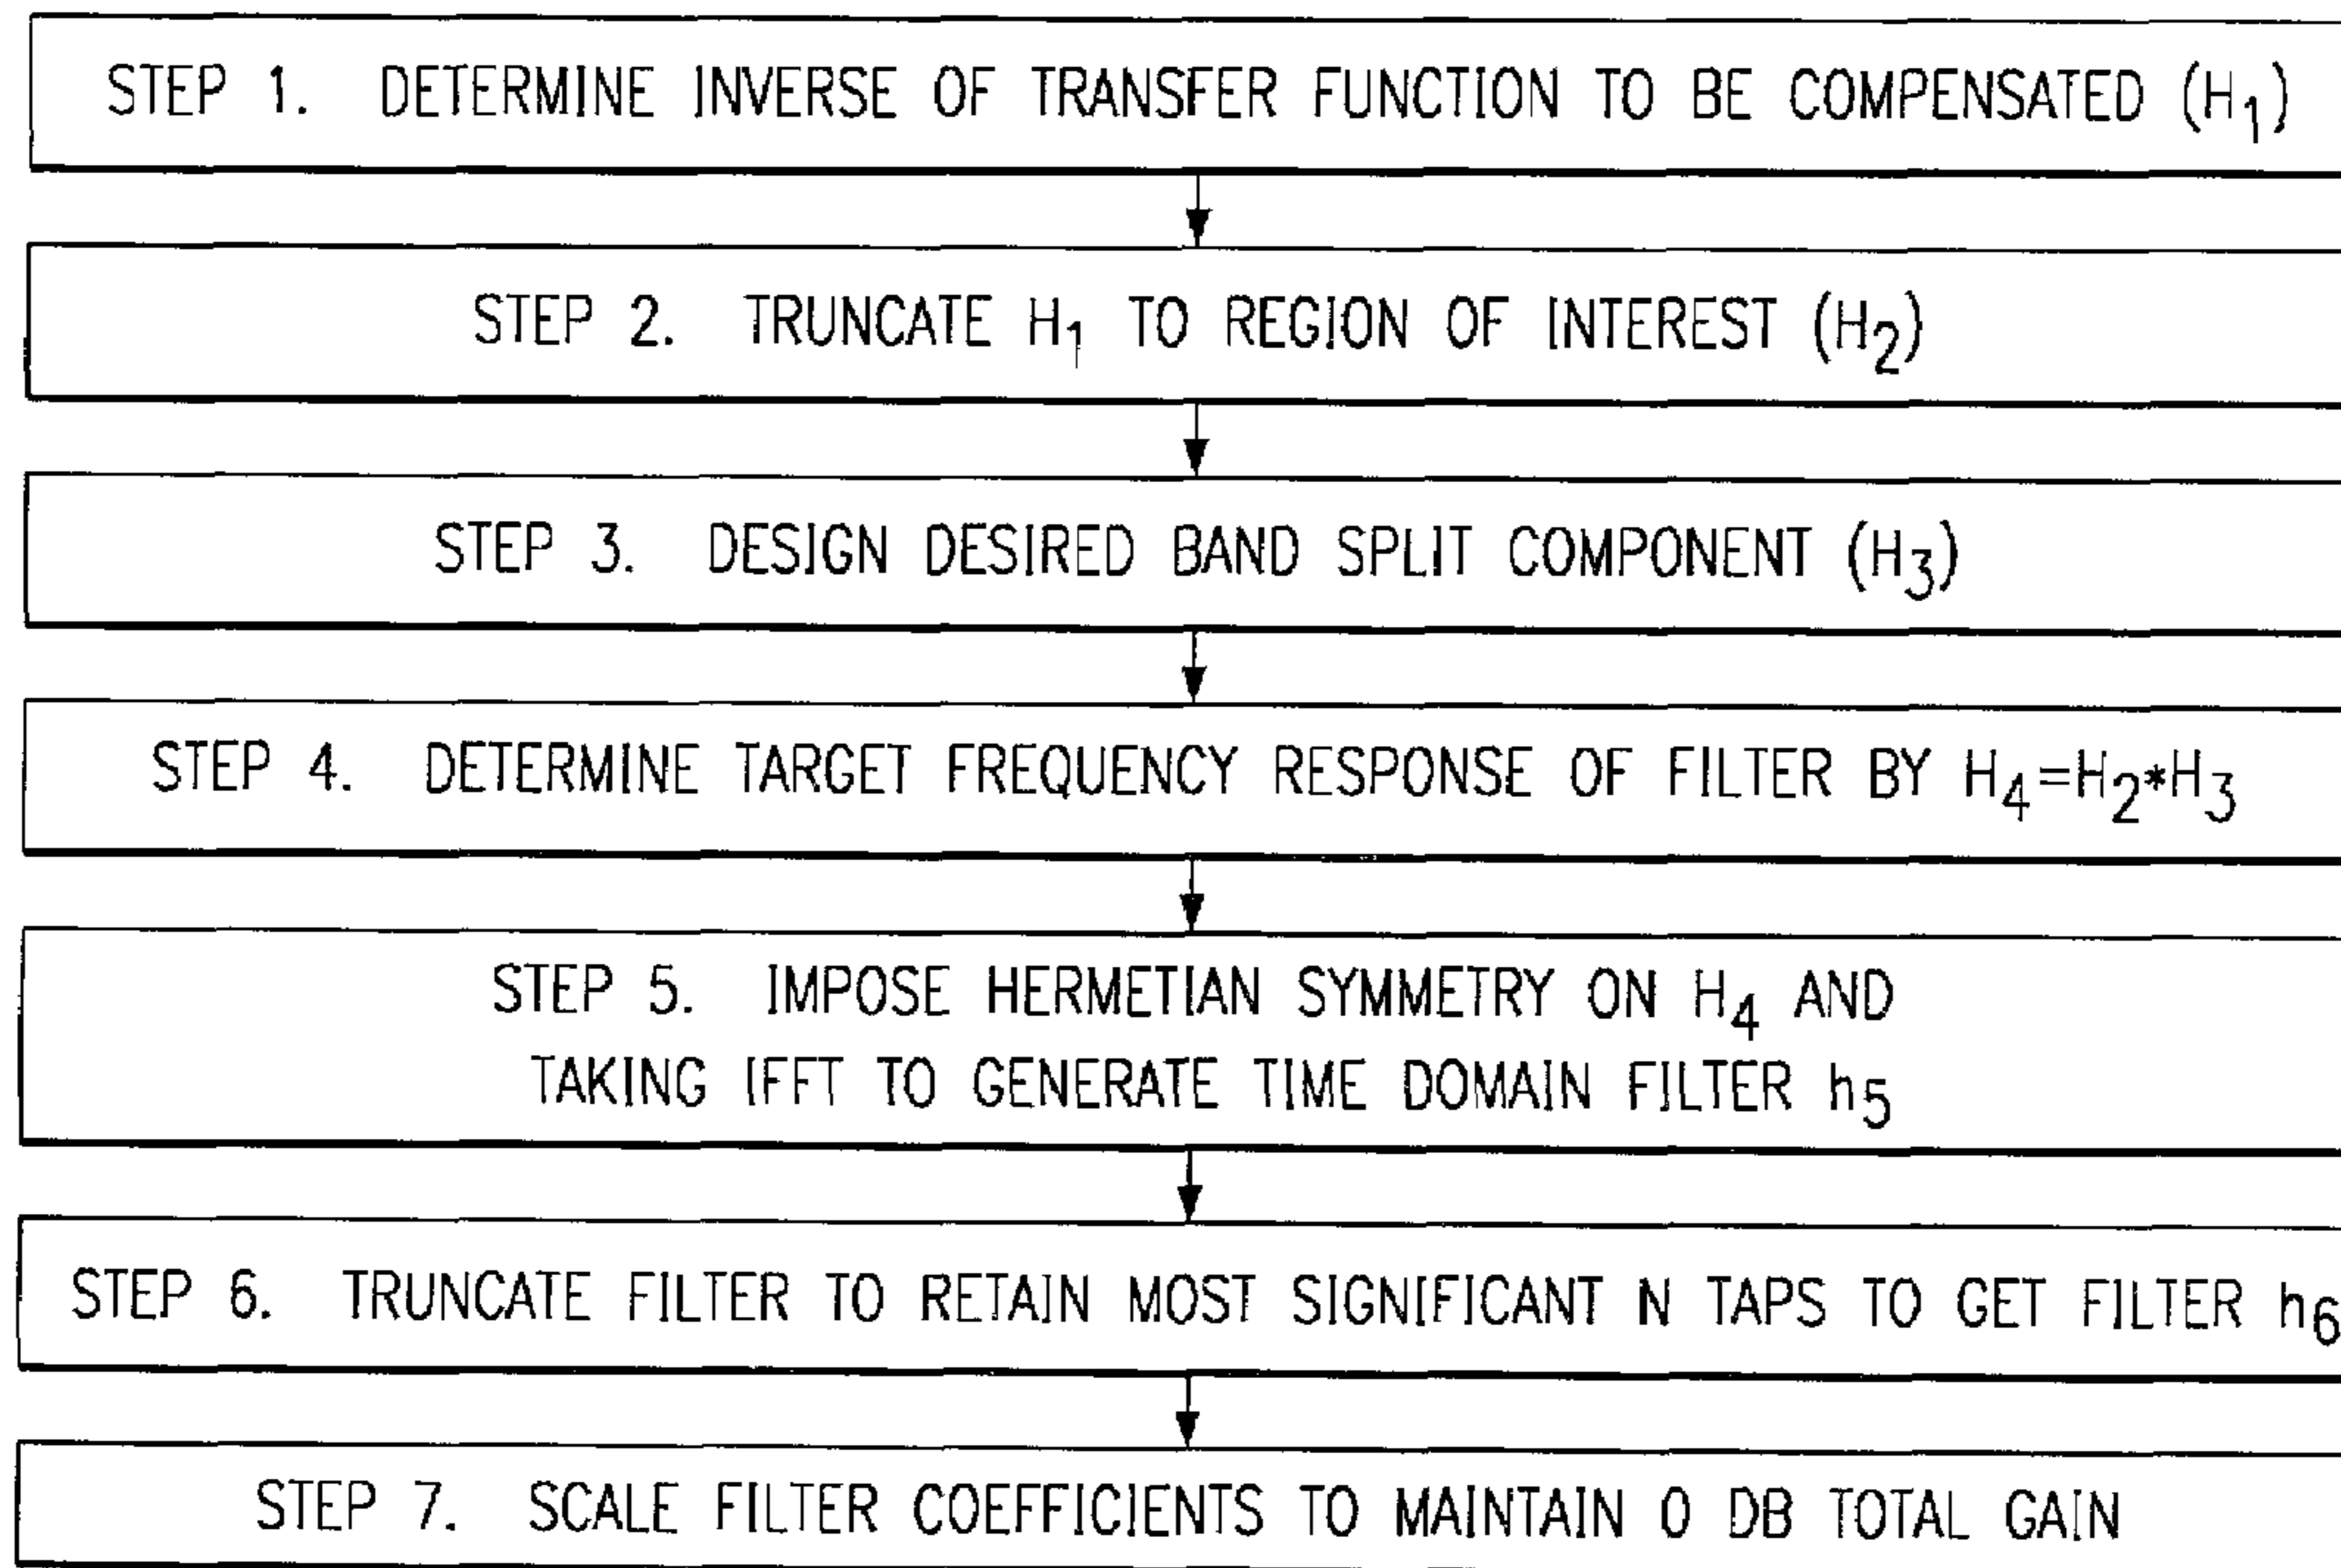 STEP 1. DETERMINE INVERSE OF TRANSFER FUNCTION TO BE COMPENSATED (H₁)
STEP 2. TRUNCATE H₁ TO REGION OF INTEREST (H₂)
STEP 3. DESIGN DESIRED BAND SPLIT COMPONENT (H₃)
STEP 4. DETERMINE TARGET FREQUENCY RESPONSE OF FILTER BY H₄=H₂*H₃
STEP 5. IMPOSE HERMETIAN SYMMETRY ON H₄ AND
TAKING IFFT TO GENERATE TIME DOMAIN FILTER h₅
STEP 6. TRUNCATE FILTER TO RETAIN MOST SIGNIFICANT N TAPS TO GET FILTER h₆
STEP 7. SCALE FILTER COEFFICIENTS TO MAINTAIN 0 DB TOTAL GAIN